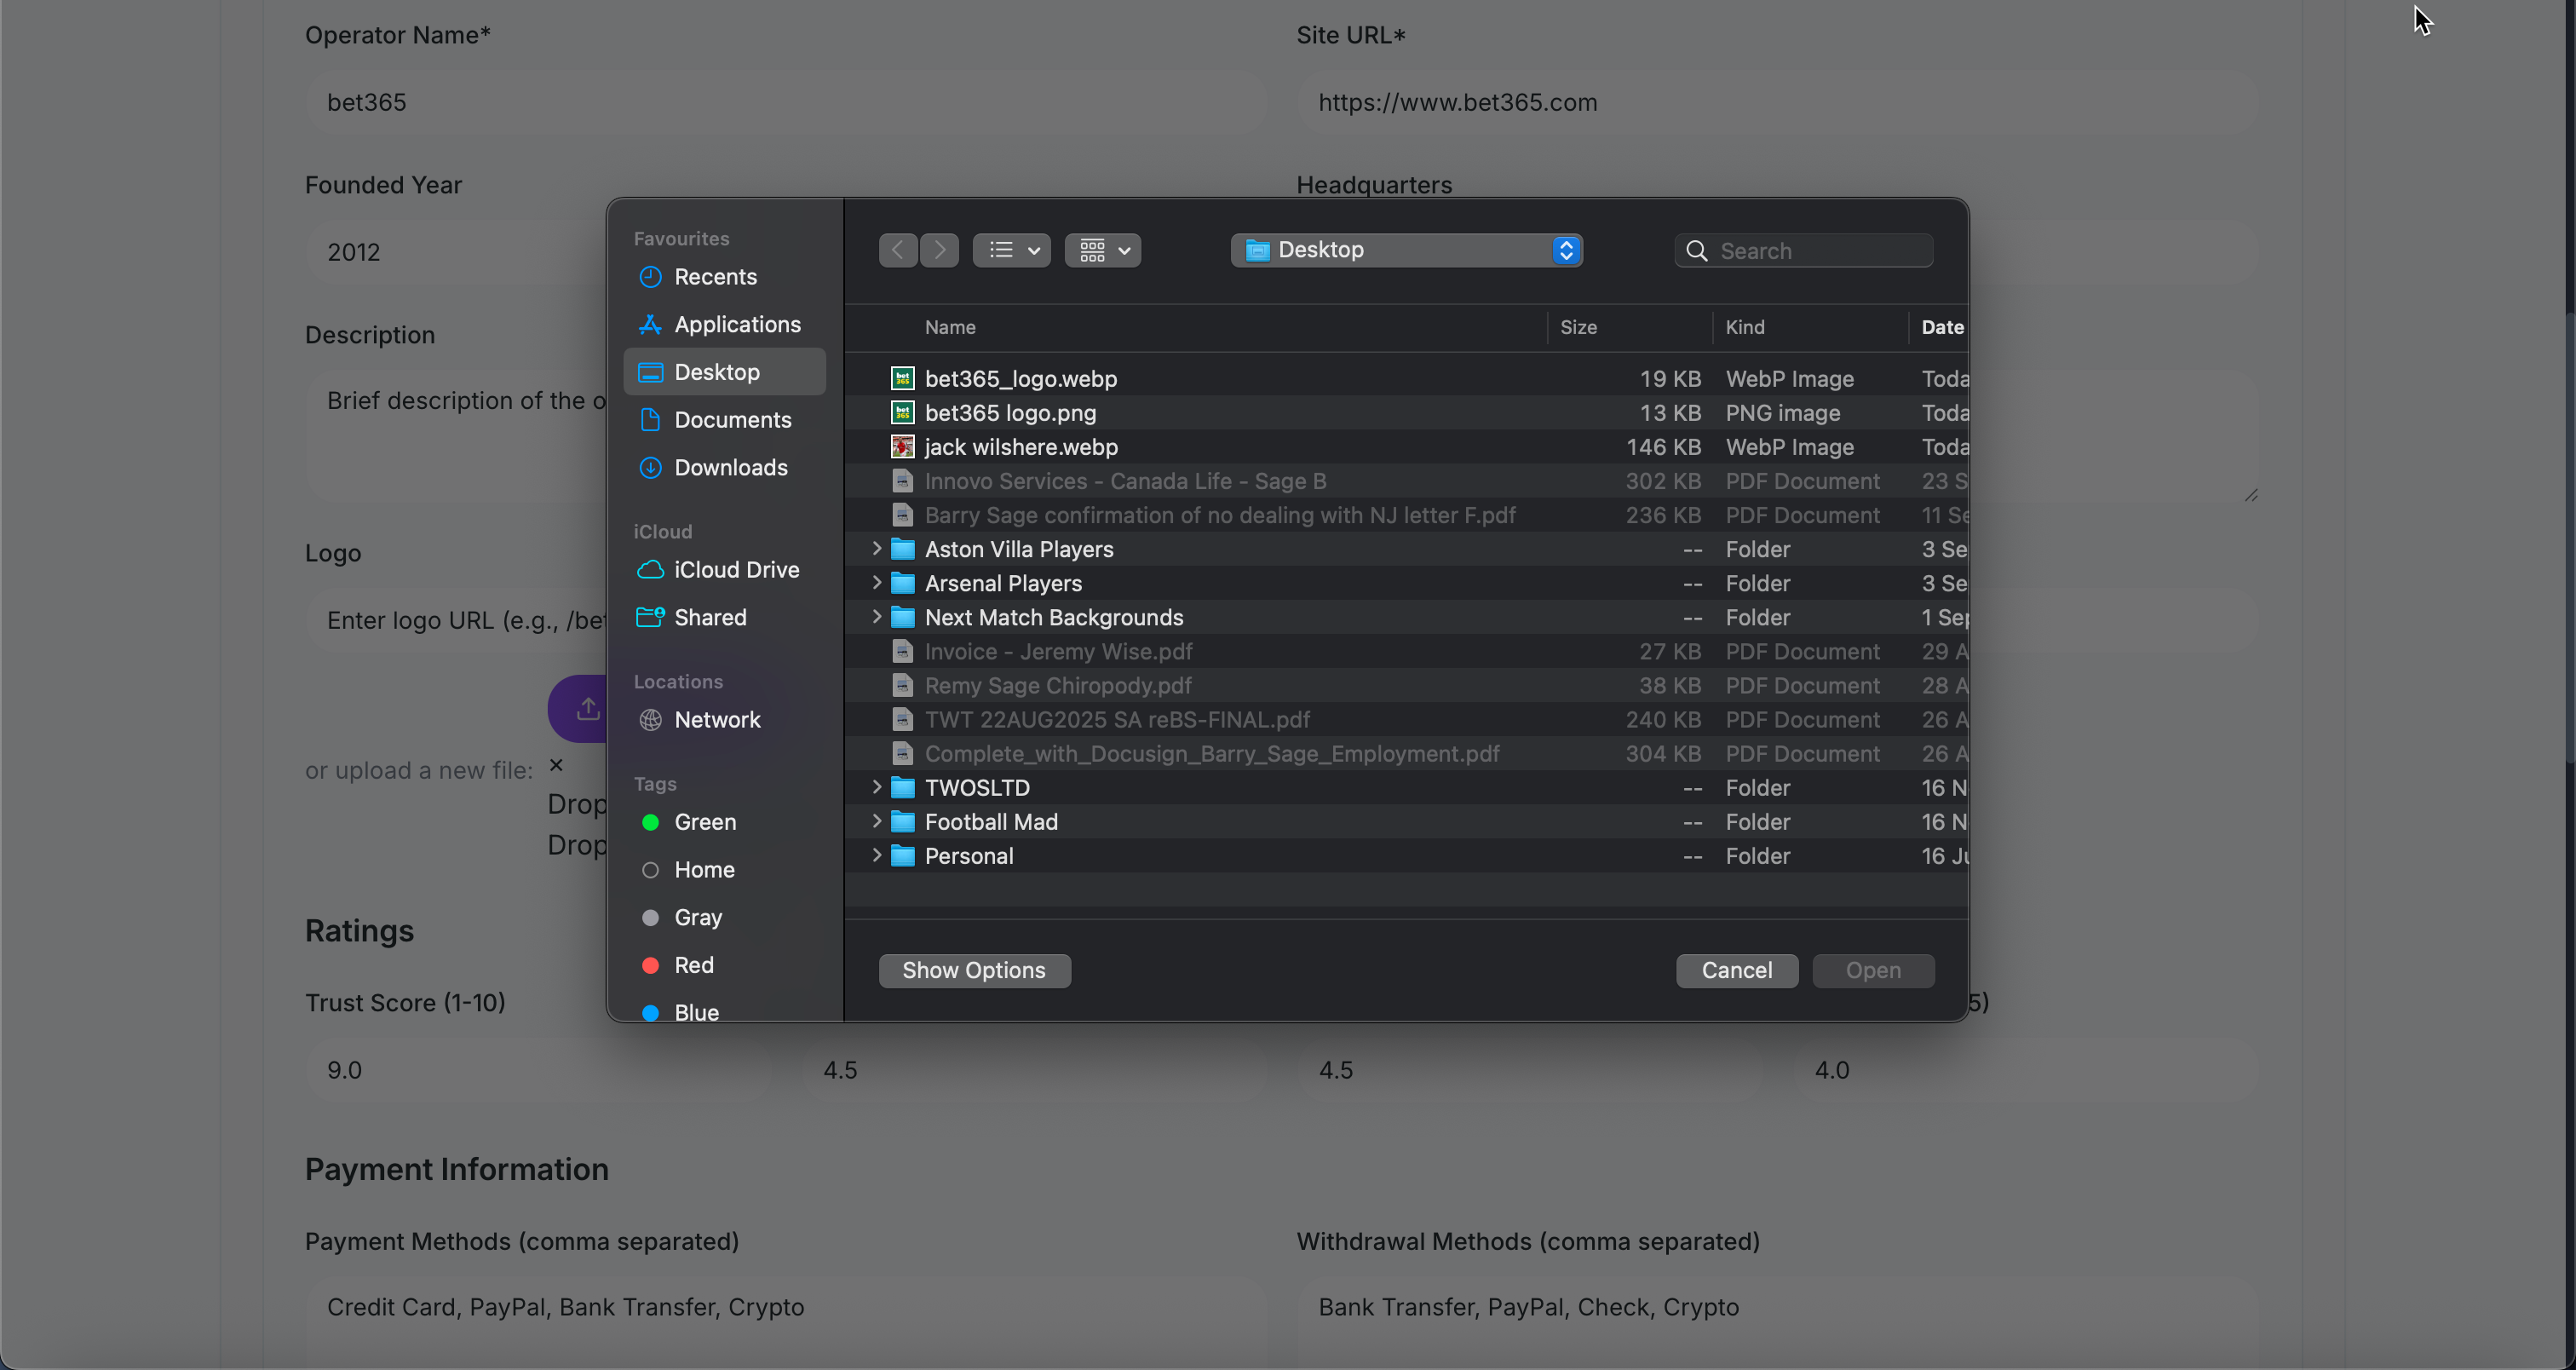 Operator Name*
Site URL*
bet365
https://www.bet365.com
Founded Year
Headquarters
2012
Description
Brief description of the o
Logo
Enter logo URL (e.g., /bet
or upload a new file:
×
Drop
Drop
Favourites
Recents
Applications
Desktop
Documents
Downloads
iCloud
iCloud Drive
Shared
Locations
Network
Tags
Green
Home
Gray
Red
Blue
Desktop
Search
Name Size Kind Date
bet365_logo.webp 19 KB WebP Image Toda
bet365 logo.png 13 KB PNG image Toda
jack wilshere.webp 146 KB WebP Image Toda
Innovo Services - Canada Life - Sage B 302 KB PDF Document 23 S
Barry Sage confirmation of no dealing with NJ letter F.pdf 236 KB PDF Document 11 Se
Aston Villa Players -- Folder 3 Se
Arsenal Players -- Folder 3 Se
Next Match Backgrounds -- Folder 1 Sep
Invoice - Jeremy Wise.pdf 27 KB PDF Document 29 A
Remy Sage Chiropody.pdf 38 KB PDF Document 28 A
TWT 22AUG2025 SA reBS-FINAL.pdf 240 KB PDF Document 26 A
Complete_with_Docusign_Barry_Sage_Employment.pdf 304 KB PDF Document 26 A
TWOSLTD -- Folder 16 N
Football Mad -- Folder 16 N
Personal -- Folder 16 Ju
Show Options
Cancel
Open
Ratings
Trust Score (1-10)
5)
9.0
4.5
4.5
4.0
Payment Information
Payment Methods (comma separated)
Withdrawal Methods (comma separated)
Credit Card, PayPal, Bank Transfer, Crypto
Bank Transfer, PayPal, Check, Crypto